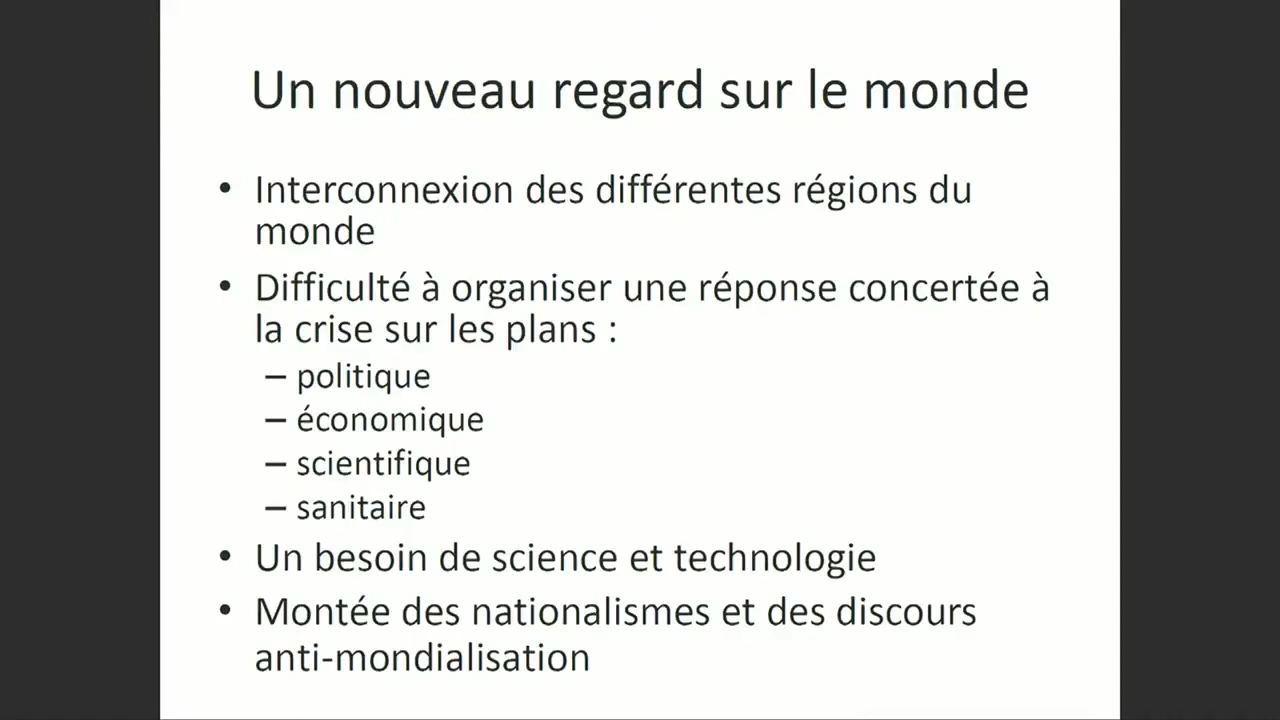 Un nouveau regard sur le monde
• Interconnexion des différentes régions du
monde
• Difficulté à organiser une réponse concertée à
la crise sur les plans :
– politique
– économique
– scientifique
– sanitaire
• Un besoin de science et technologie
• Montée des nationalismes et des discours
anti-mondialisation